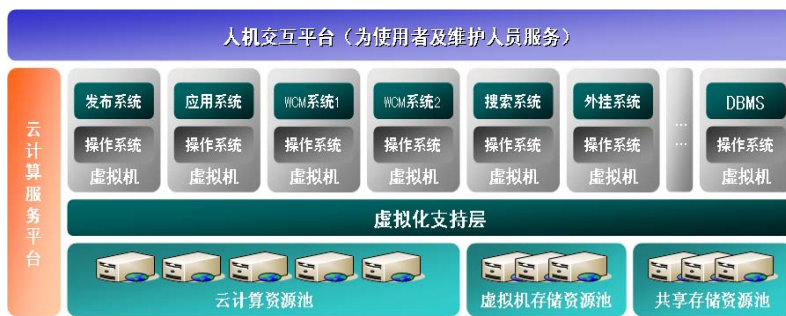 人机交互平台（为使用者及维护人员服务）
云计算服务平台
发布系统
操作系统
虚拟机
应用系统
操作系统
虚拟机
WCM系统1
操作系统
虚拟机
WCM系统2
操作系统
虚拟机
搜索系统
操作系统
虚拟机
外挂系统
操作系统
虚拟机
...
...
DBMS
操作系统
虚拟机
虚拟化支持层
云计算资源池
虚拟机存储资源池
共享存储资源池